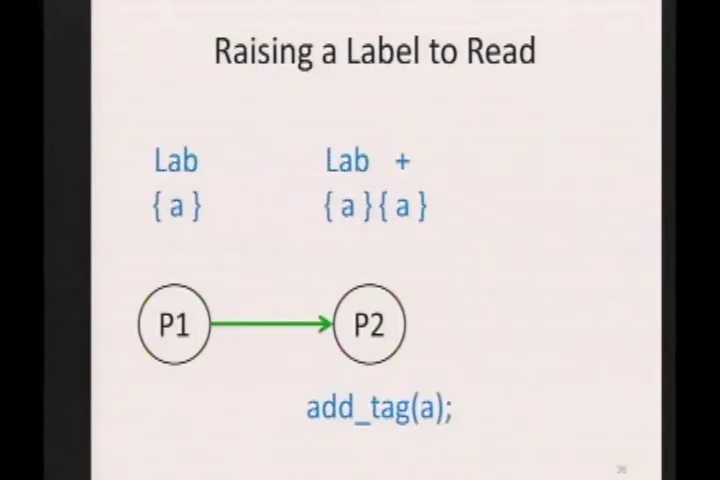 Raising a Label to Read
Lab Lab +
{ a } { a } { a }
P1 P2
add_tag(a);